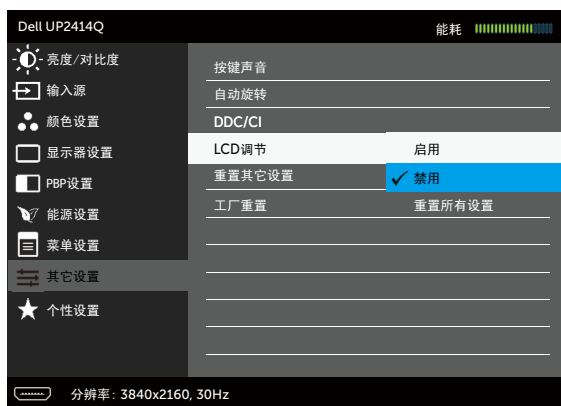 Dell UP2414Q 能耗
亮度/对比度
输入源
颜色设置
显示器设置
PBP设置
能源设置
菜单设置
其它设置
个性设置
按键声音
自动旋转
DDC/CI
LCD调节 启用
重置其它设置 禁用
工厂重置 重置所有设置
分辨率: 3840x2160, 30Hz